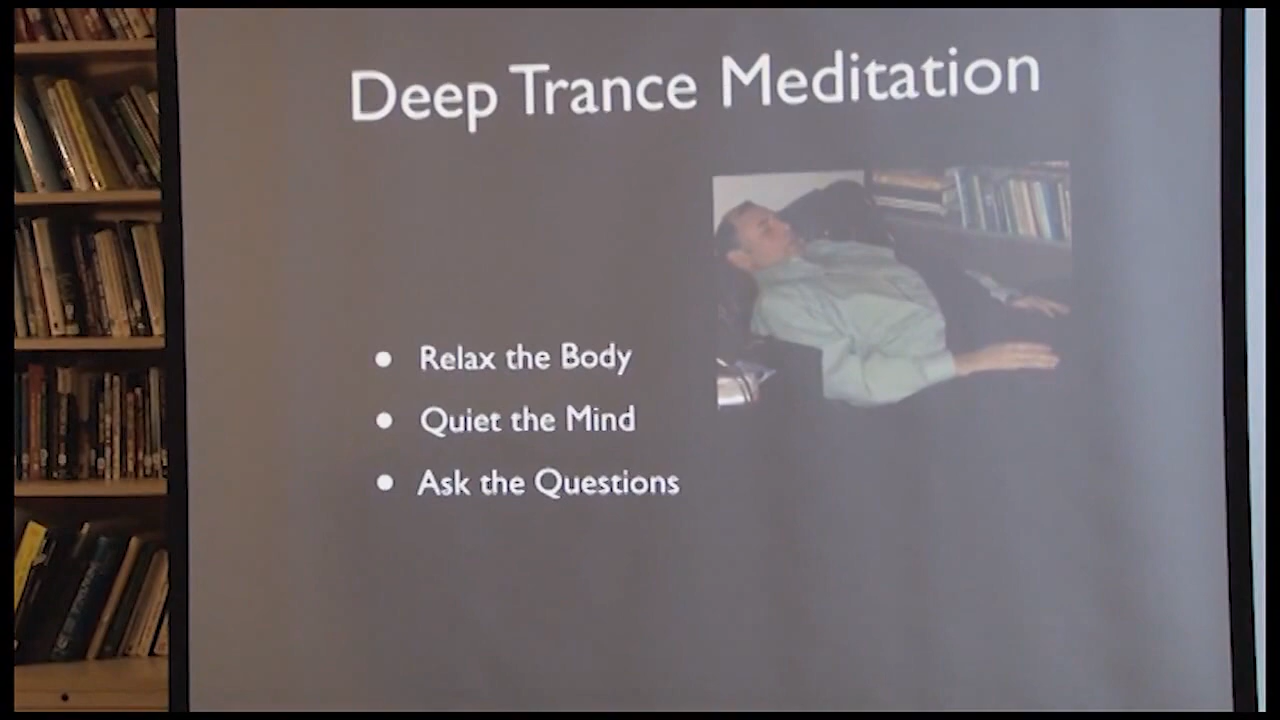 Deep Trance Meditation
• Relax the Body
• Quiet the Mind
• Ask the Questions